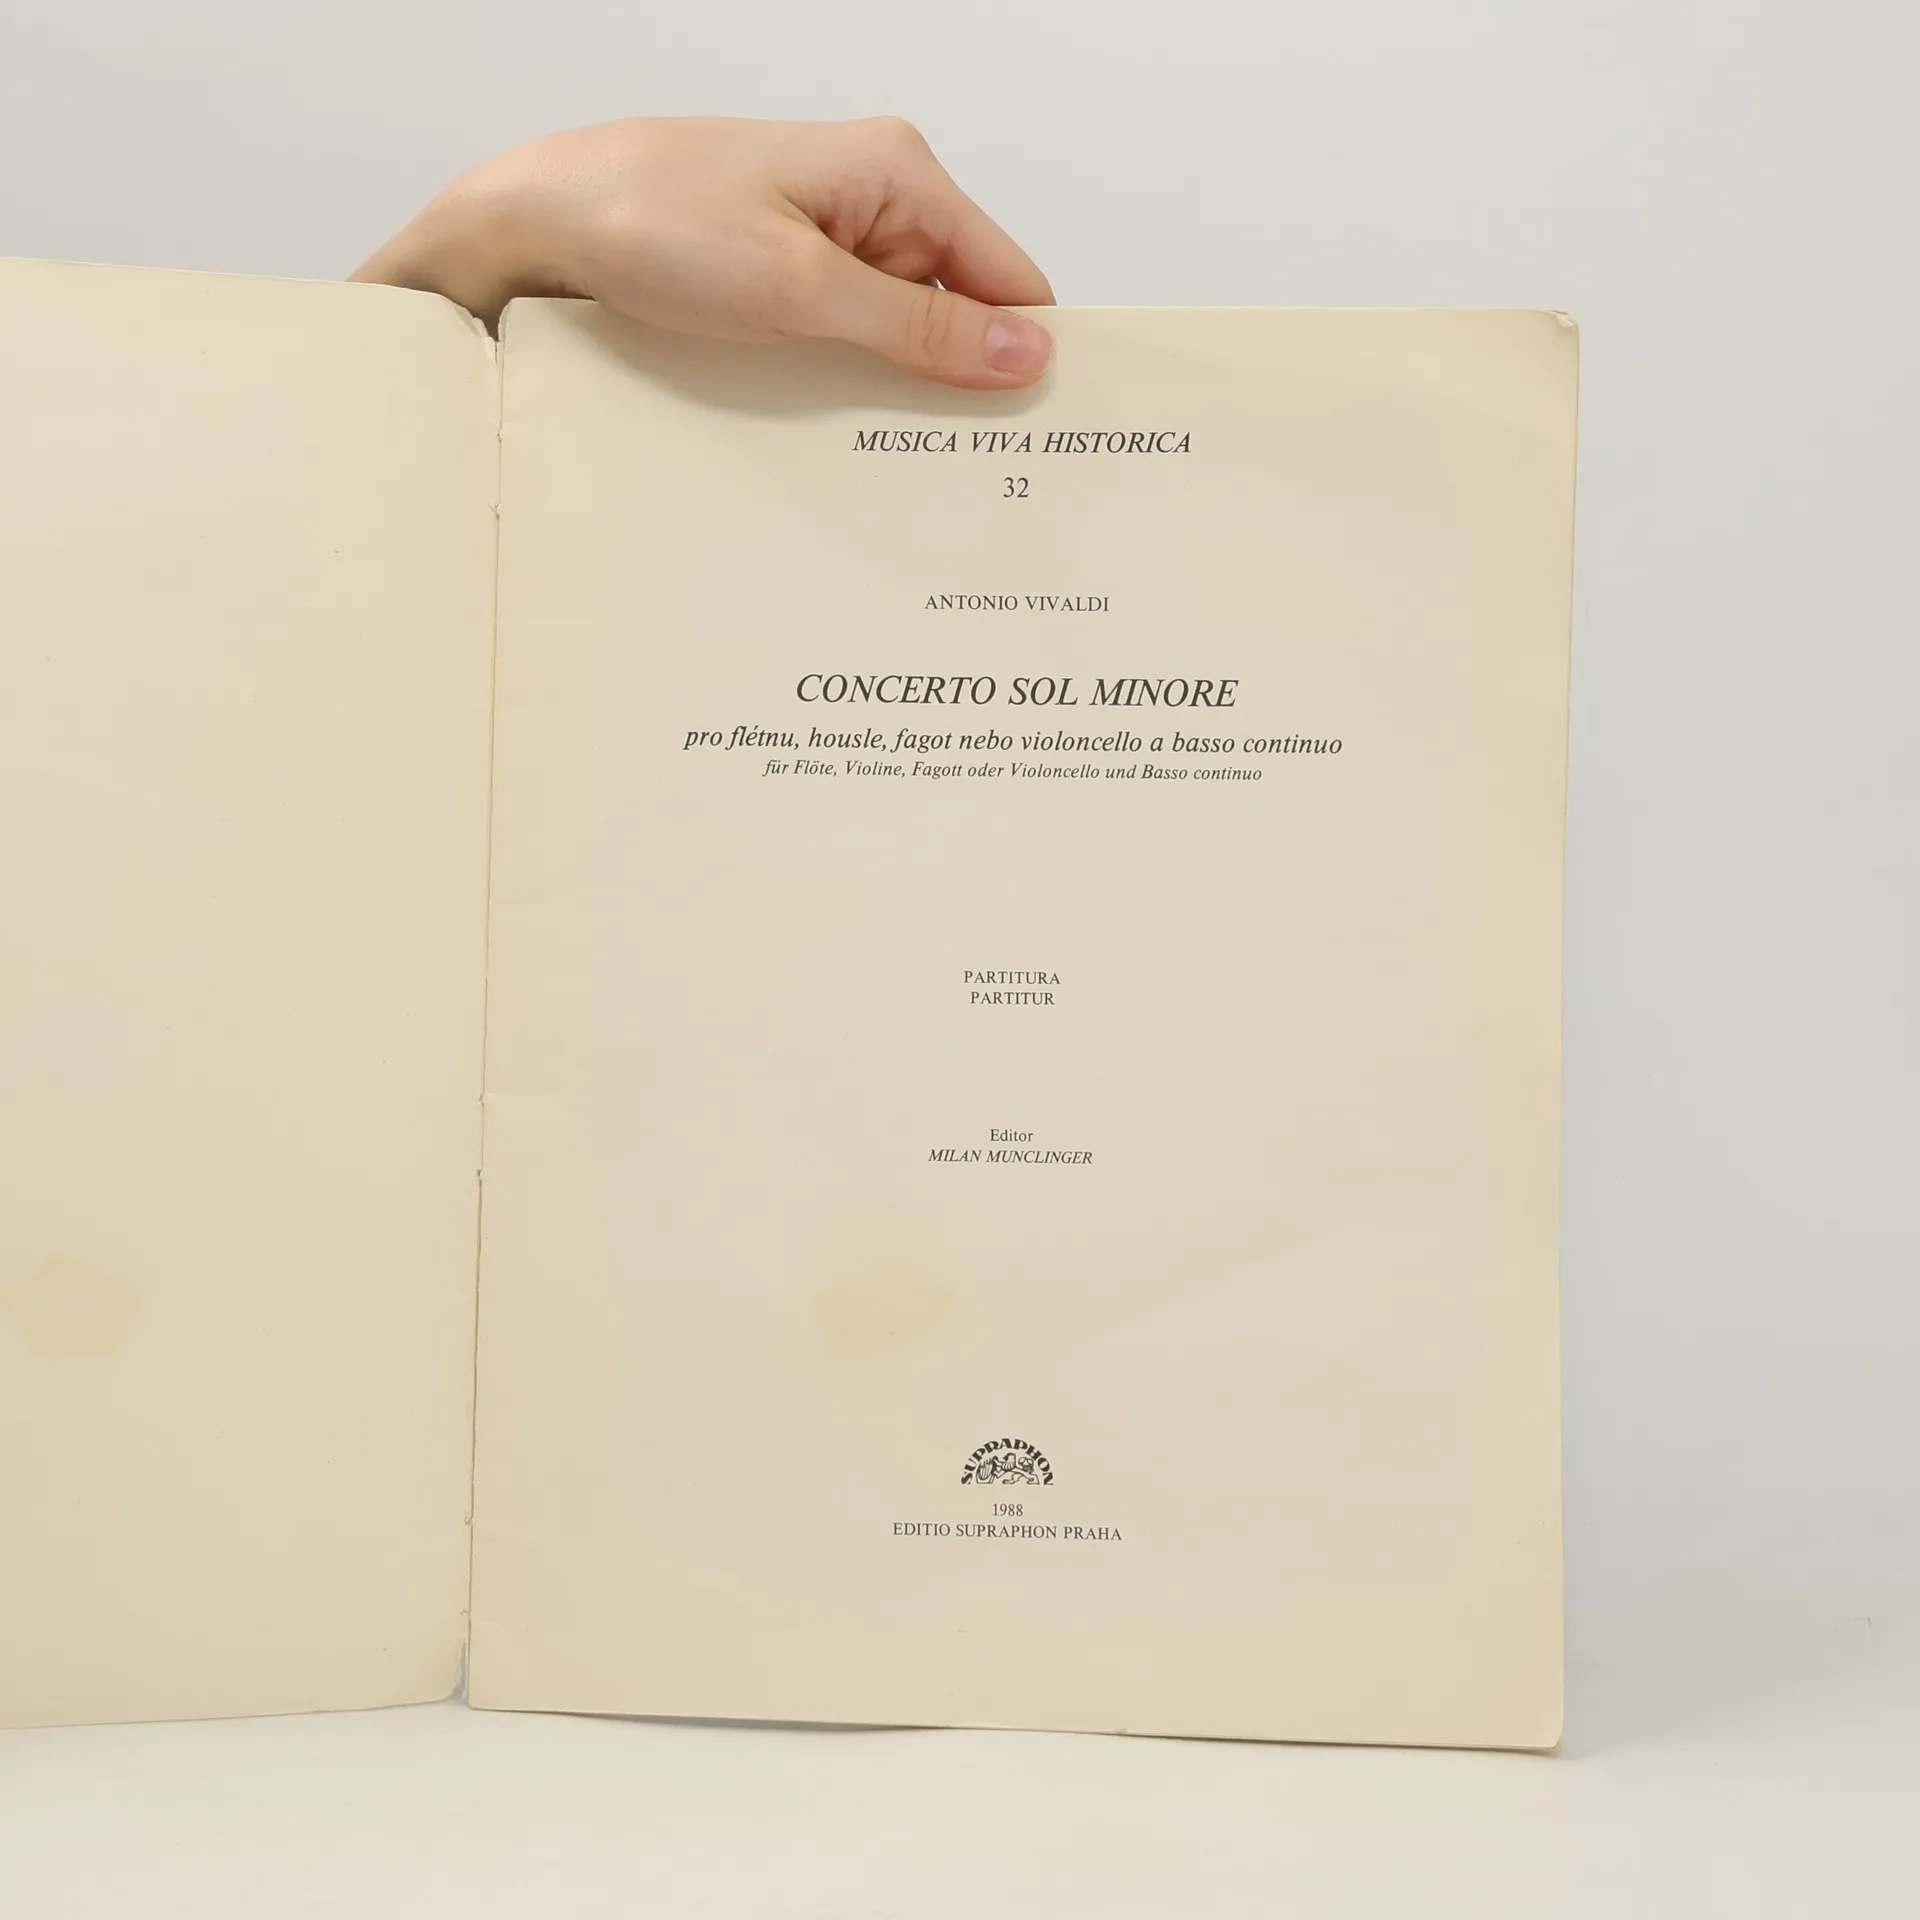 MUSICA VIVA HISTORICA
32
ANTONIO VIVALDI
CONCERTO SOL MINORE
pro flétnu, housle, fagot nebo violoncello a basso continuo
für Flöte, Violine, Fagott oder Violoncello und Basso continuo
PARTITURA
PARTITUR
Editor
MILAN MUNCLINGER
SUPRAPHON
1988
EDITIO SUPRAPHON PRAHA